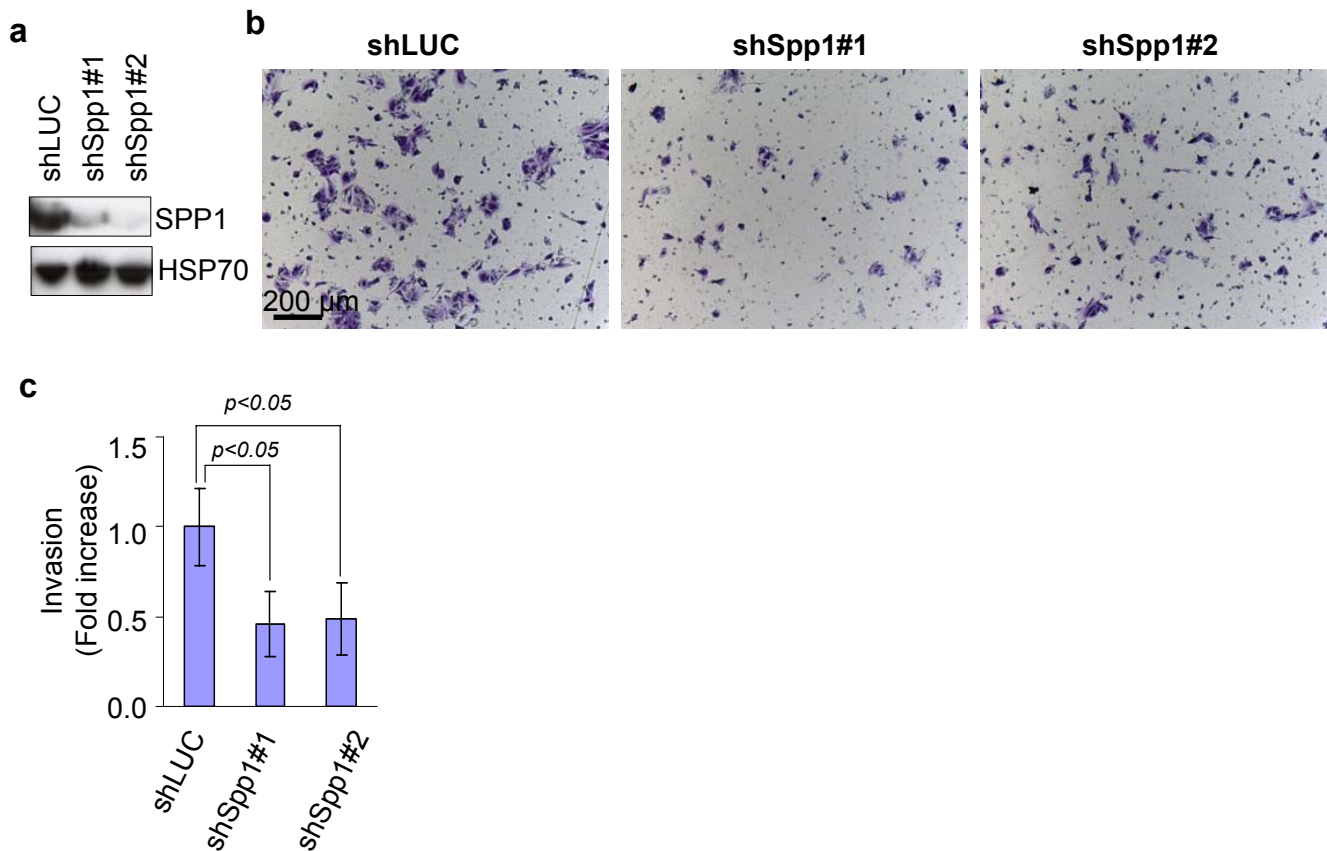 a
shLUC
shSpp1#1
shSpp1#2
SPP1
HSP70
b
shLUC
shSpp1#1
shSpp1#2
200 µm
c
p<0.05
p<0.05
Invasion
(Fold increase)
1.5
1.0
0.5
0.0
shLUC
shSpp1#1
shSpp1#2